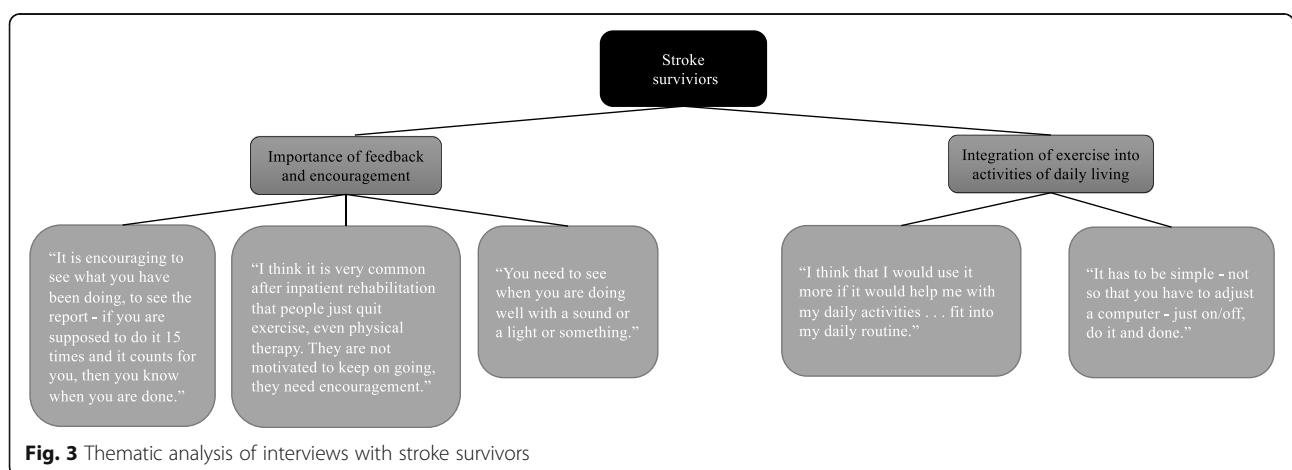 Stroke
surviviors
Importance of feedback
and encouragement
Integration of exercise into
activities of daily living
“It is encouraging to
see what you have
been doing, to see the
report - if you are
supposed to do it 15
times and it counts for
you, then you know
when you are done.”
“I think it is very common
after inpatient rehabilitation
that people just quit
exercise, even physical
therapy. They are not
motivated to keep on going,
they need encouragement.”
“You need to see
when you are doing
well with a sound or
a light or something.”
“I think that I would use it
more if it would help me with
my daily activities . . . fit into
my daily routine.”
“It has to be simple - not
so that you have to adjust
a computer - just on/off,
do it and done.”
Fig. 3 Thematic analysis of interviews with stroke survivors